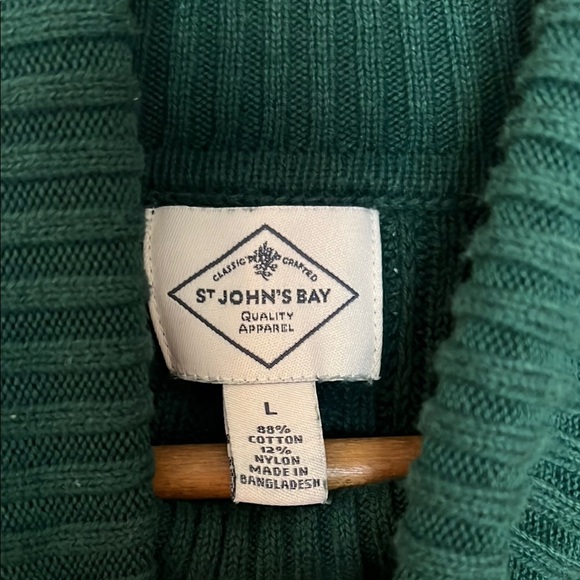 CLASSIC CRAFTED
ST JOHN'S BAY
QUALITY
APPAREL
L
88%
COTTON
12%
NYLON
MADE IN
BANGLADESH